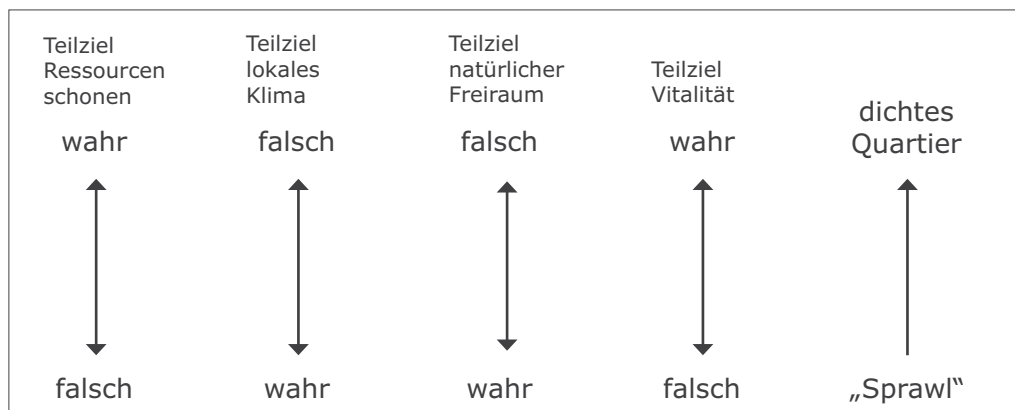 Teilziel
Ressourcen
schonen
Teilziel
lokales
Klima
Teilziel
natürlicher
Freiraum
Teilziel
Vitalität
wahr
falsch
falsch
wahr
dichtes
Quartier
falsch
wahr
wahr
falsch
„Sprawl“